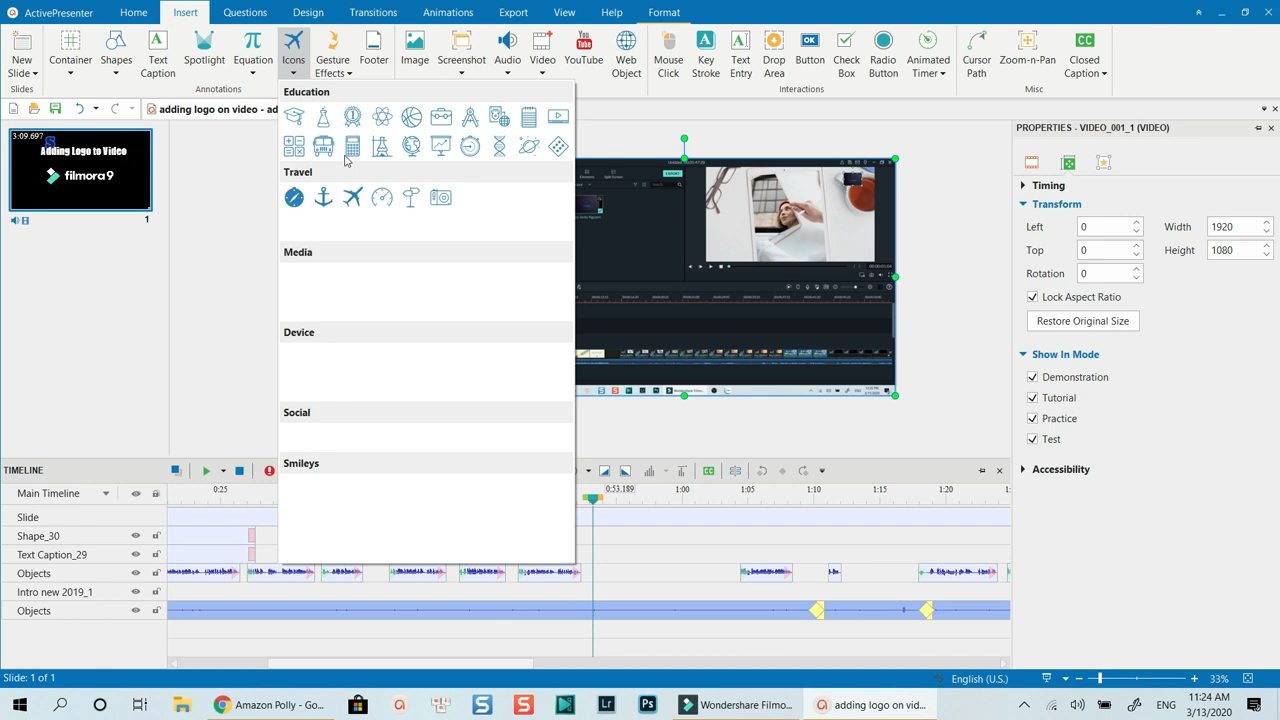 ActivePresenter Home Insert Questions Design Transitions Animations Export View Help Format
New Slide Container Shapes Text Caption Spotlight Equation Icons Gesture Effects Footer Image Screenshot Audio Video YouTube Web Object Mouse Click Key Stroke Text Entry Drop Area Button Check Box Radio Button Animated Timer Cursor Path Zoom-n-Pan Closed Caption
Slides Annotations Interactions Misc
adding logo on video - ad
Education
Travel
Media
Device
Social
Smileys
3:09.697
Adding Logo to Video
filmora9
1
EXPORT
PROPERTIES - VIDEO_001_1 (VIDEO)
Timing
Transform
Left 0 Width 1920
Top 0 Height 1080
Rotation 0
Lock Aspect Ratio
Restore Original Size
Show In Mode
Demonstration
Tutorial
Practice
Test
Accessibility
TIMELINE
Main Timeline 0:25 0:53.189 1:00 1:05 1:10 1:15 1:20
Slide
Shape_30
Text Caption_29
Objects
Intro new 2019_1
Objects
Slide: 1 of 1 English (U.S.) 33%
Amazon Polly - Go... Wondershare Filmo... adding logo on vid... ENG 11:24 AM
3/13/2020